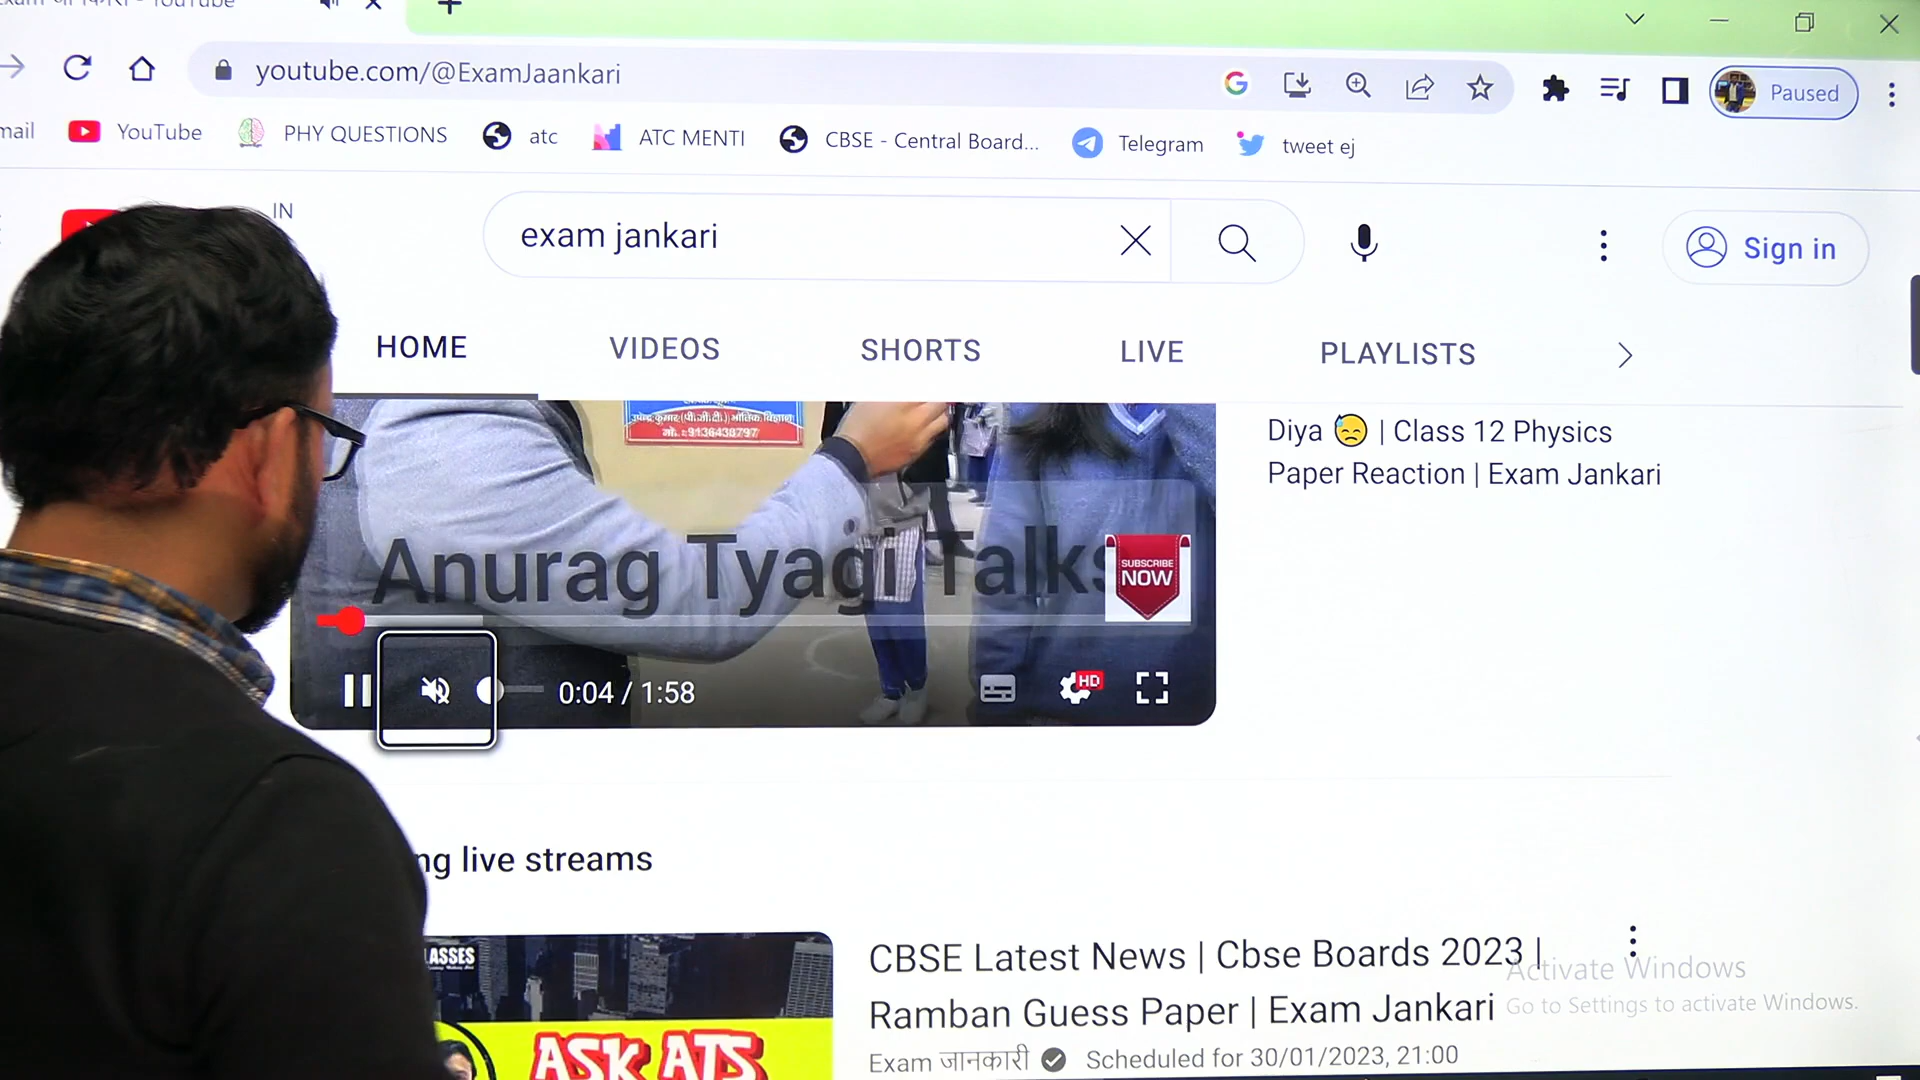 YouTube
youtube.com/@ExamJaankari
Paused
mail
YouTube
PHY QUESTIONS
atc
ATC MENTI
CBSE - Central Board...
Telegram
tweet ej
IN
exam jankari
Sign in
HOME
VIDEOS
SHORTS
LIVE
PLAYLISTS
मो. :9136438797
Diya 😓 | Class 12 Physics
Paper Reaction | Exam Jankari
Anurag Tyagi Talks
SUBSCRIBE
NOW
0:04 / 1:58
HD
ng live streams
LASSES
ASK ATS
CBSE Latest News | Cbse Boards 2023 |
Ramban Guess Paper | Exam Jankari
Exam जानकारी
Scheduled for 30/01/2023, 21:00
Activate Windows
Go to Settings to activate Windows.